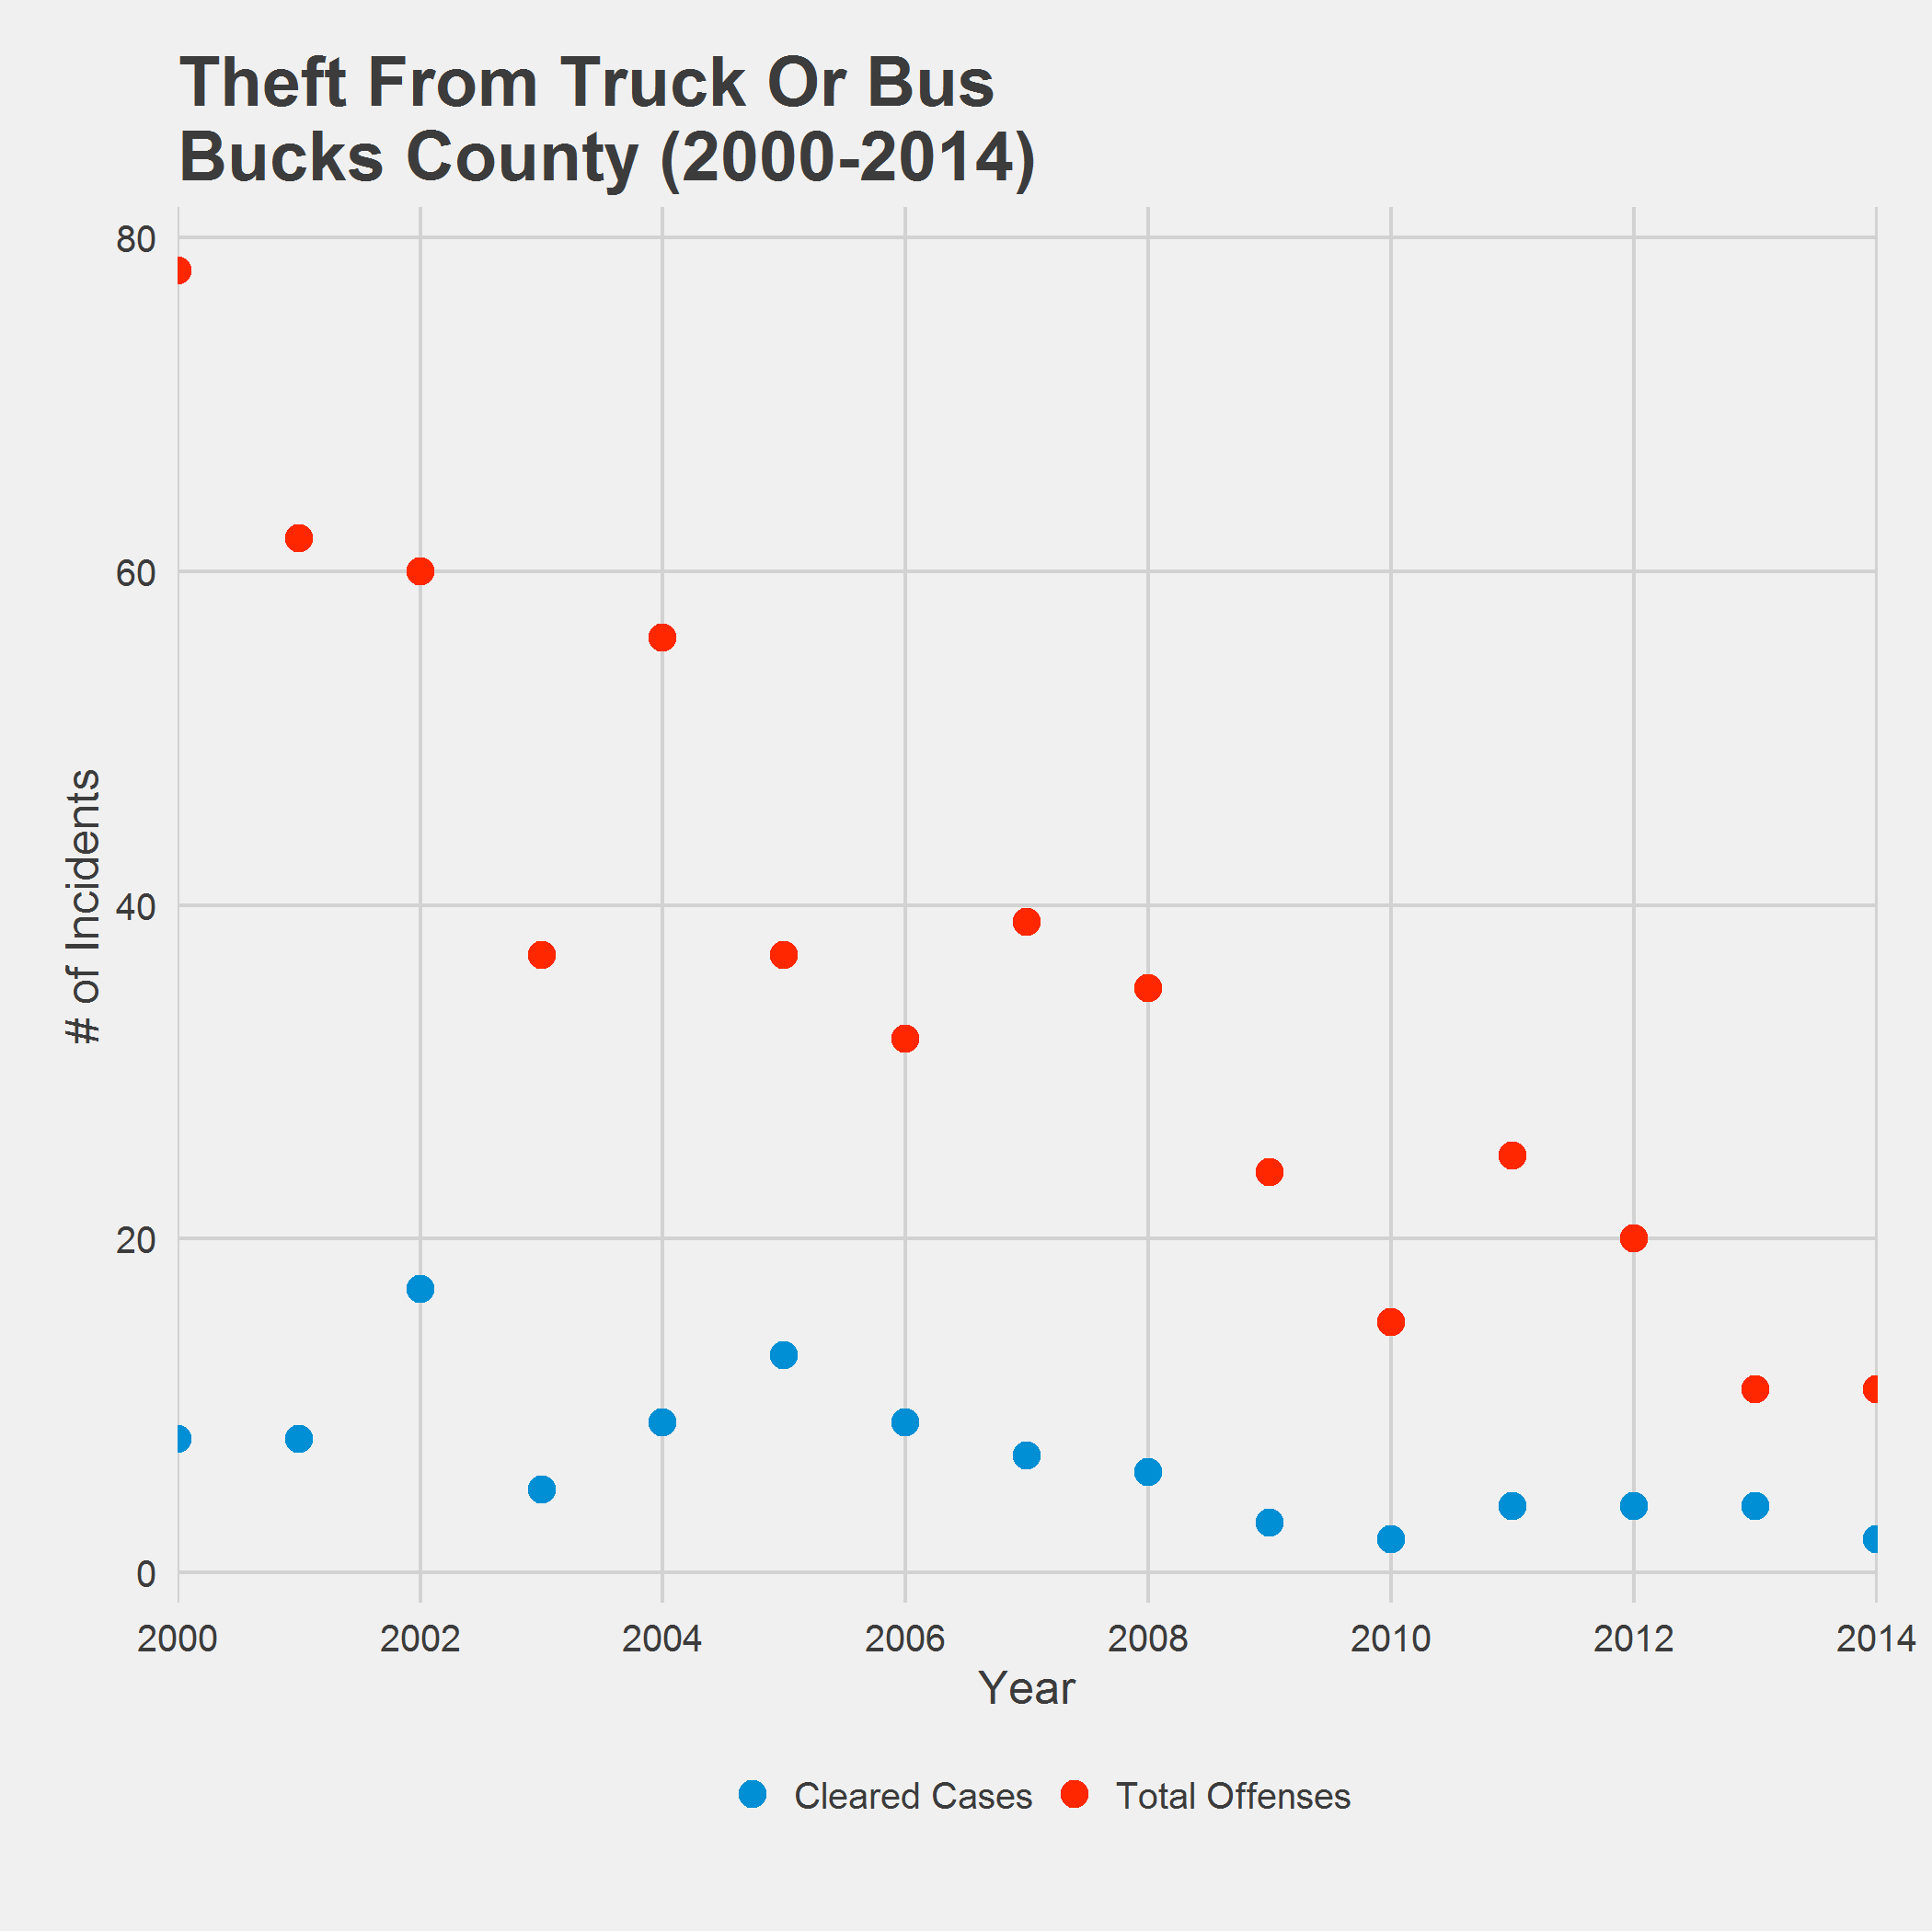 Theft From Truck Or Bus
Bucks County (2000-2014)
80
60
40
20
0
# of Incidents
2000 2002 2004 2006 2008 2010 2012 2014
Year
Cleared Cases Total Offenses